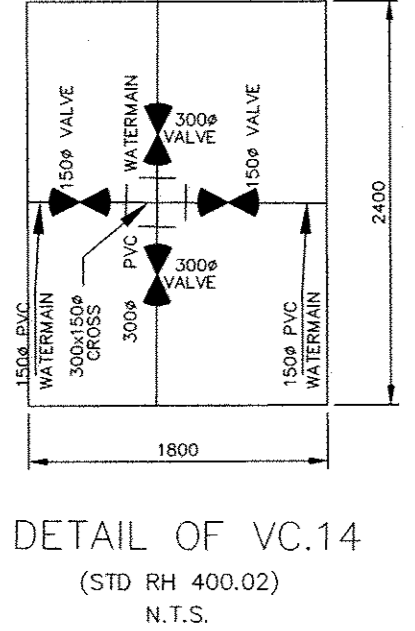 150ø VALVE
WATERMAIN
300ø
VALVE
150ø VALVE
2400
150ø PVC
WATERMAIN
300x150ø
CROSS
300ø PVC
300ø
VALVE
150ø PVC
WATERMAIN
1800
DETAIL OF VC.14
(STD RH 400.02)
N.T.S.